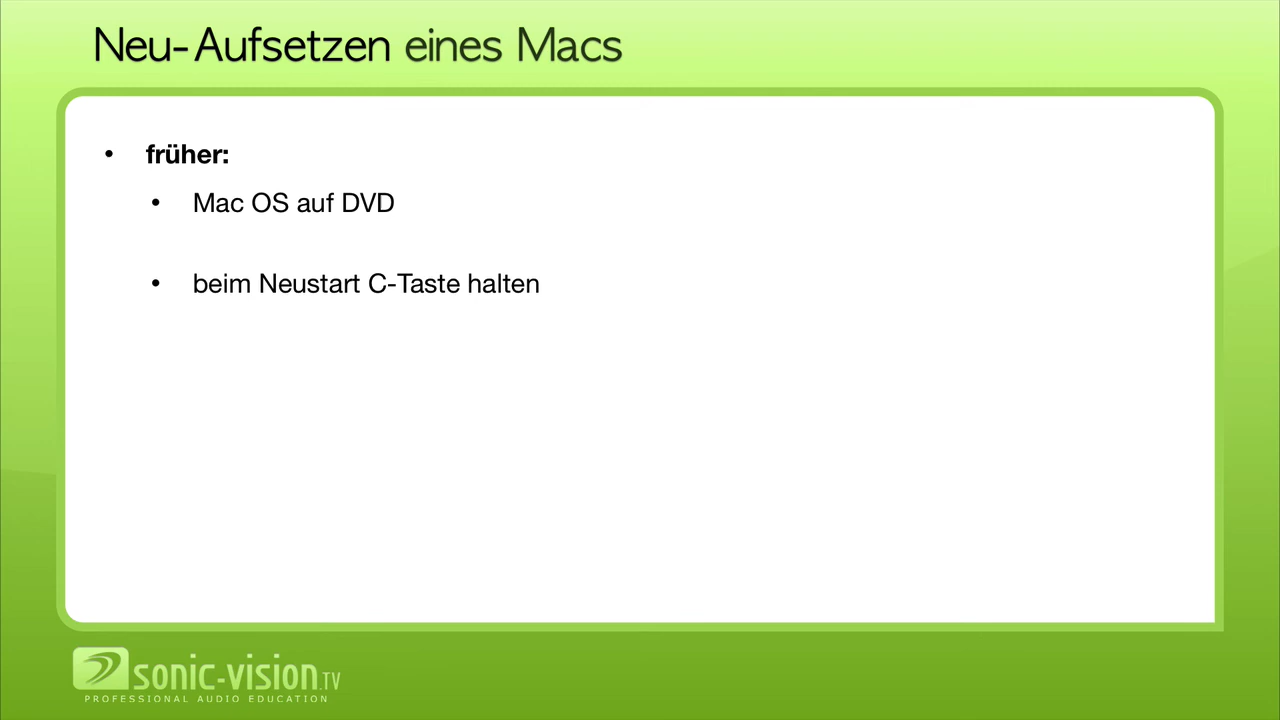 Neu-Aufsetzen eines Macs
• früher:
• Mac OS auf DVD
• beim Neustart C-Taste halten
sonic-vision.TV
PROFESSIONAL AUDIO EDUCATION